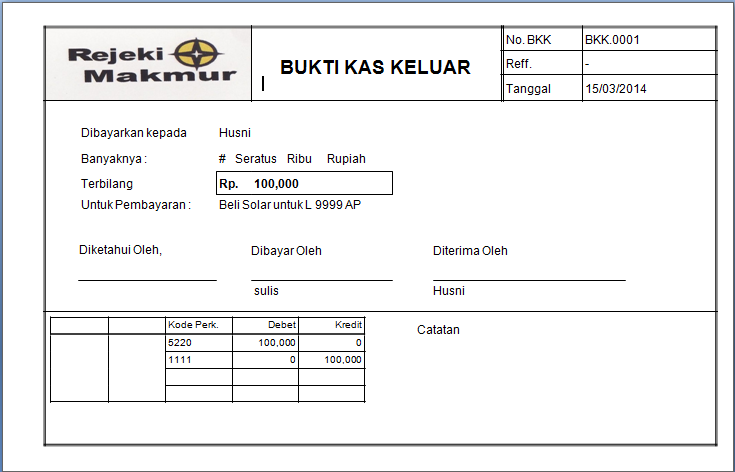 Rejeki
Makmur
BUKTI KAS KELUAR
No. BKK BKK.0001
Reff. -
Tanggal 15/03/2014
Dibayarkan kepada Husni
Banyaknya : # Seratus Ribu Rupiah
Terbilang Rp. 100,000
Untuk Pembayaran : Beli Solar untuk L 9999 AP
Diketahui Oleh, Dibayar Oleh Diterima Oleh
sulis Husni
Kode Perk. Debet Kredit
5220 100,000 0
1111 0 100,000
Catatan